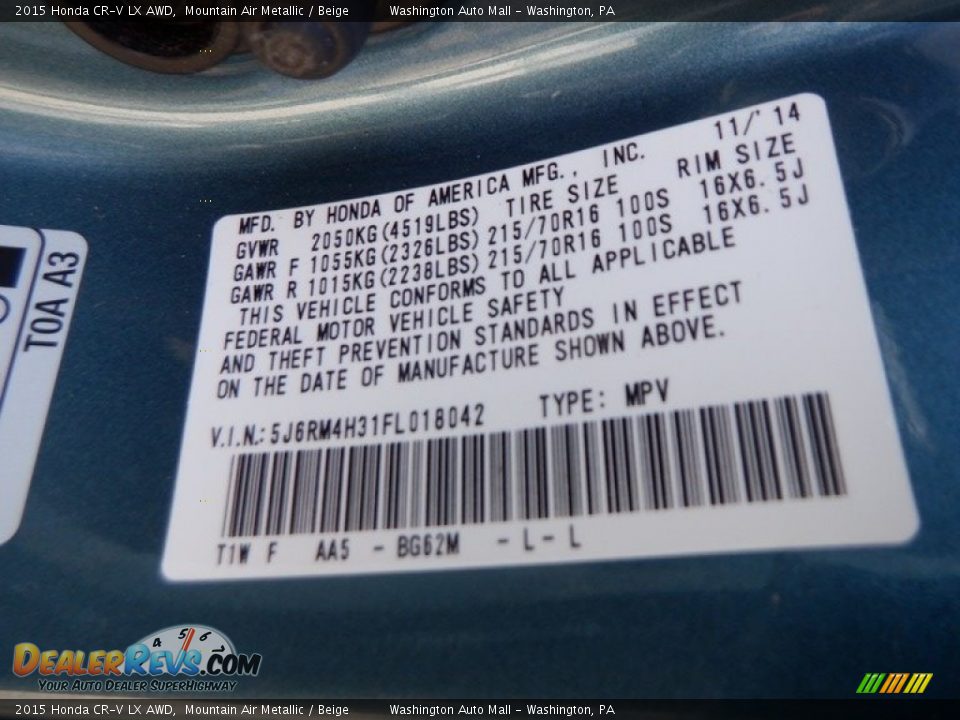 2015 Honda CR-V LX AWD, Mountain Air Metallic / Beige Washington Auto Mall - Washington, PA
MFD. BY HONDA OF AMERICA MFG., INC. 11/'14
GVWR 2050KG(4519LBS) TIRE SIZE RIM SIZE
GAWR F 1055KG(2326LBS) 215/70R16 100S 16X6.5J
GAWR R 1015KG(2238LBS) 215/70R16 100S 16X6.5J
THIS VEHICLE CONFORMS TO ALL APPLICABLE
FEDERAL MOTOR VEHICLE SAFETY
AND THEFT PREVENTION STANDARDS IN EFFECT
ON THE DATE OF MANUFACTURE SHOWN ABOVE.
V.I.N.: 5J6RM4H31FL018042 TYPE: MPV
T1W F AA5 - BG62M - L - L
T0A A3
4 5 6
DEALERREVS.COM
YOUR AUTO DEALER SUPERHIGHWAY
2015 Honda CR-V LX AWD, Mountain Air Metallic / Beige Washington Auto Mall - Washington, PA